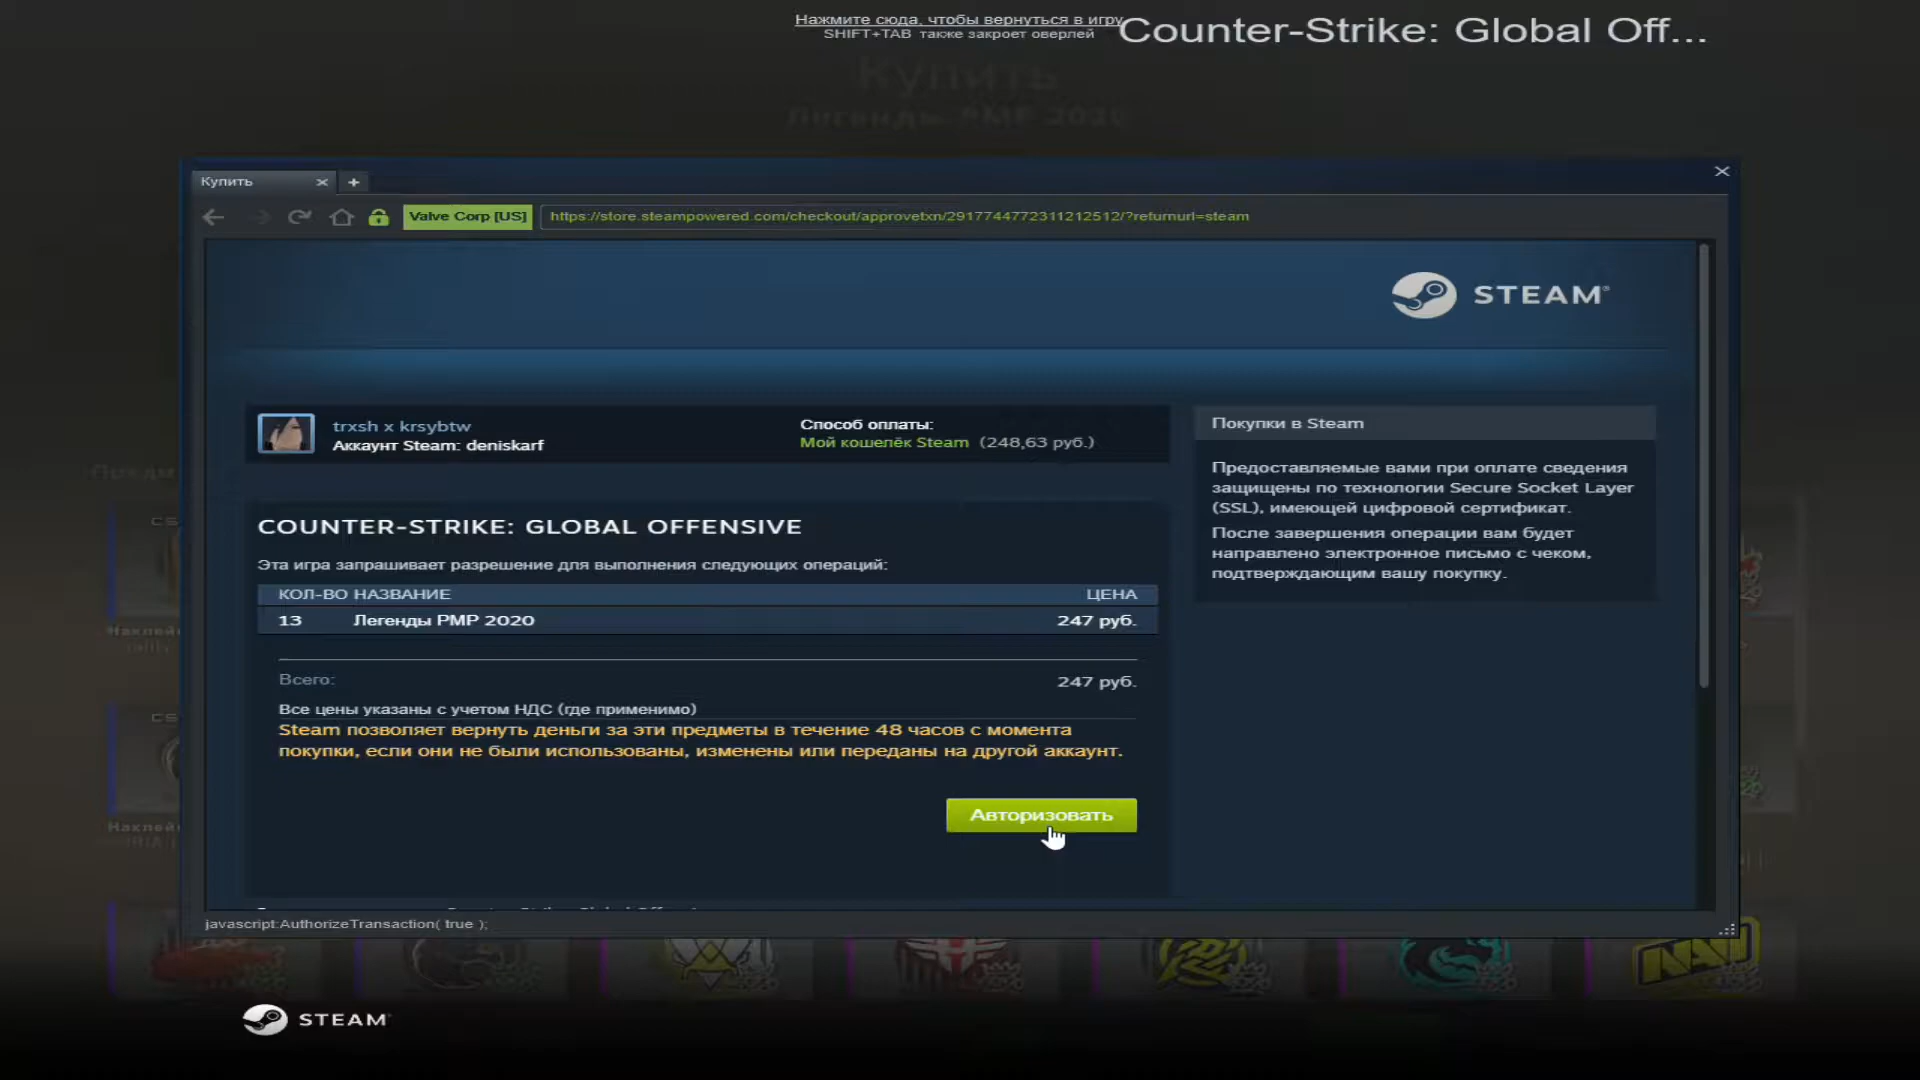 Нажмите сюда, чтобы вернуться в игру
SHIFT+TAB также закроет оверлей
Counter-Strike: Global Off...
Купить
Легенды PMP 2020
Купить
Valve Corp [US]
https://store.steampowered.com/checkout/approvetxn/2917744772311212512/?returnurl=steam
STEAM®
trxsh x krsybtw
Аккаунт Steam: deniskarf
Способ оплаты:
Мой кошелёк Steam (248,63 руб.)
Покупки в Steam
Предоставляемые вами при оплате сведения
защищены по технологии Secure Socket Layer
(SSL), имеющей цифровой сертификат.
После завершения операции вам будет
направлено электронное письмо с чеком,
подтверждающим вашу покупку.
COUNTER-STRIKE: GLOBAL OFFENSIVE
Эта игра запрашивает разрешение для выполнения следующих операций:
КОЛ-ВО НАЗВАНИЕ ЦЕНА
13 Легенды PMP 2020 247 руб.
Всего: 247 руб.
Все цены указаны с учетом НДС (где применимо)
Steam позволяет вернуть деньги за эти предметы в течение 48 часов с момента
покупки, если они не были использованы, изменены или переданы на другой аккаунт.
Авторизовать
javascript:AuthorizeTransaction( true );
NAVI
STEAM